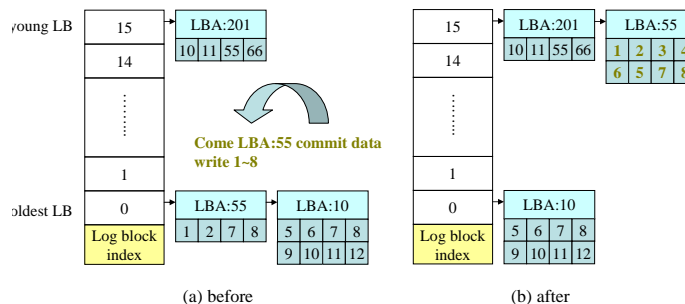 young LB
15
14
........
1
0
Log block
index
LBA:201
10 11 55 66
Come LBA:55 commit data
write 1~8
oldest LB
LBA:55
1 2 7 8
LBA:10
5 6 7 8
9 10 11 12
(a) before
15
14
........
1
0
Log block
index
LBA:201
10 11 55 66
LBA:55
1 2 3 4
6 5 7 8
LBA:10
5 6 7 8
9 10 11 12
(b) after